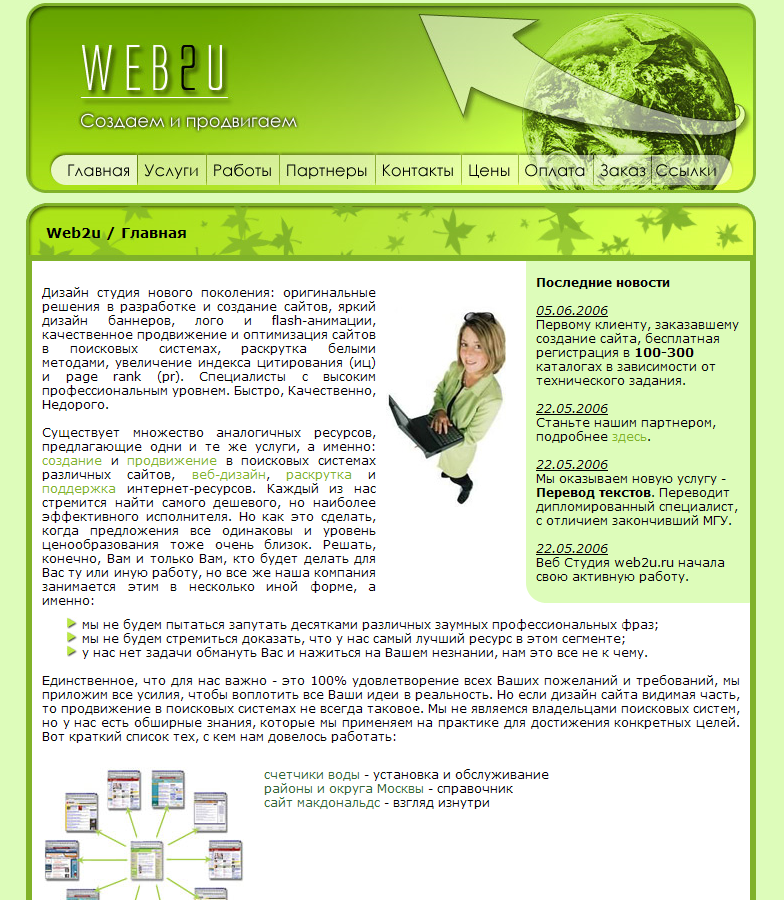 WEB2U
Создаем и продвигаем
Главная Услуги Работы Партнеры Контакты Цены Оплата Заказ Ссылки
Web2u / Главная
Дизайн студия нового поколения: оригинальные
решения в разработке и создание сайтов, яркий
дизайн баннеров, лого и flash-анимации,
качественное продвижение и оптимизация сайтов
в поисковых системах, раскрутка белыми
методами, увеличение индекса цитирования (иц)
и page rank (pr). Специалисты с высоким
профессиональным уровнем. Быстро, Качественно,
Недорого.
Существует множество аналогичных ресурсов,
предлагающие одни и те же услуги, а именно:
создание и продвижение в поисковых системах
различных сайтов, веб-дизайн, раскрутка и
поддержка интернет-ресурсов. Каждый из нас
стремится найти самого дешевого, но наиболее
эффективного исполнителя. Но как это сделать,
когда предложения все одинаковы и уровень
ценообразования тоже очень близок. Решать,
конечно, Вам и только Вам, кто будет делать для
Вас ту или иную работу, но все же наша компания
занимается этим в несколько иной форме, а
именно:
Последние новости
05.06.2006
Первому клиенту, заказавшему
создание сайта, бесплатная
регистрация в 100-300
каталогах в зависимости от
технического задания.
22.05.2006
Станьте нашим партнером,
подробнее здесь.
22.05.2006
Мы оказываем новую услугу -
Перевод текстов. Переводит
дипломированный специалист,
с отличием закончивший МГУ.
22.05.2006
Веб Студия web2u.ru начала
свою активную работу.
мы не будем пытаться запутать десятками различных заумных профессиональных фраз;
мы не будем стремиться доказать, что у нас самый лучший ресурс в этом сегменте;
у нас нет задачи обмануть Вас и нажиться на Вашем незнании, нам это все не к чему.
Единственное, что для нас важно - это 100% удовлетворение всех Ваших пожеланий и требований, мы
приложим все усилия, чтобы воплотить все Ваши идеи в реальность. Но если дизайн сайта видимая часть,
то продвижение в поисковых системах не всегда таковое. Мы не являемся владельцами поисковых систем,
но у нас есть обширные знания, которые мы применяем на практике для достижения конкретных целей.
Вот краткий список тех, с кем нам довелось работать:
счетчики воды - установка и обслуживание
районы и округа Москвы - справочник
сайт макдональдс - взгляд изнутри